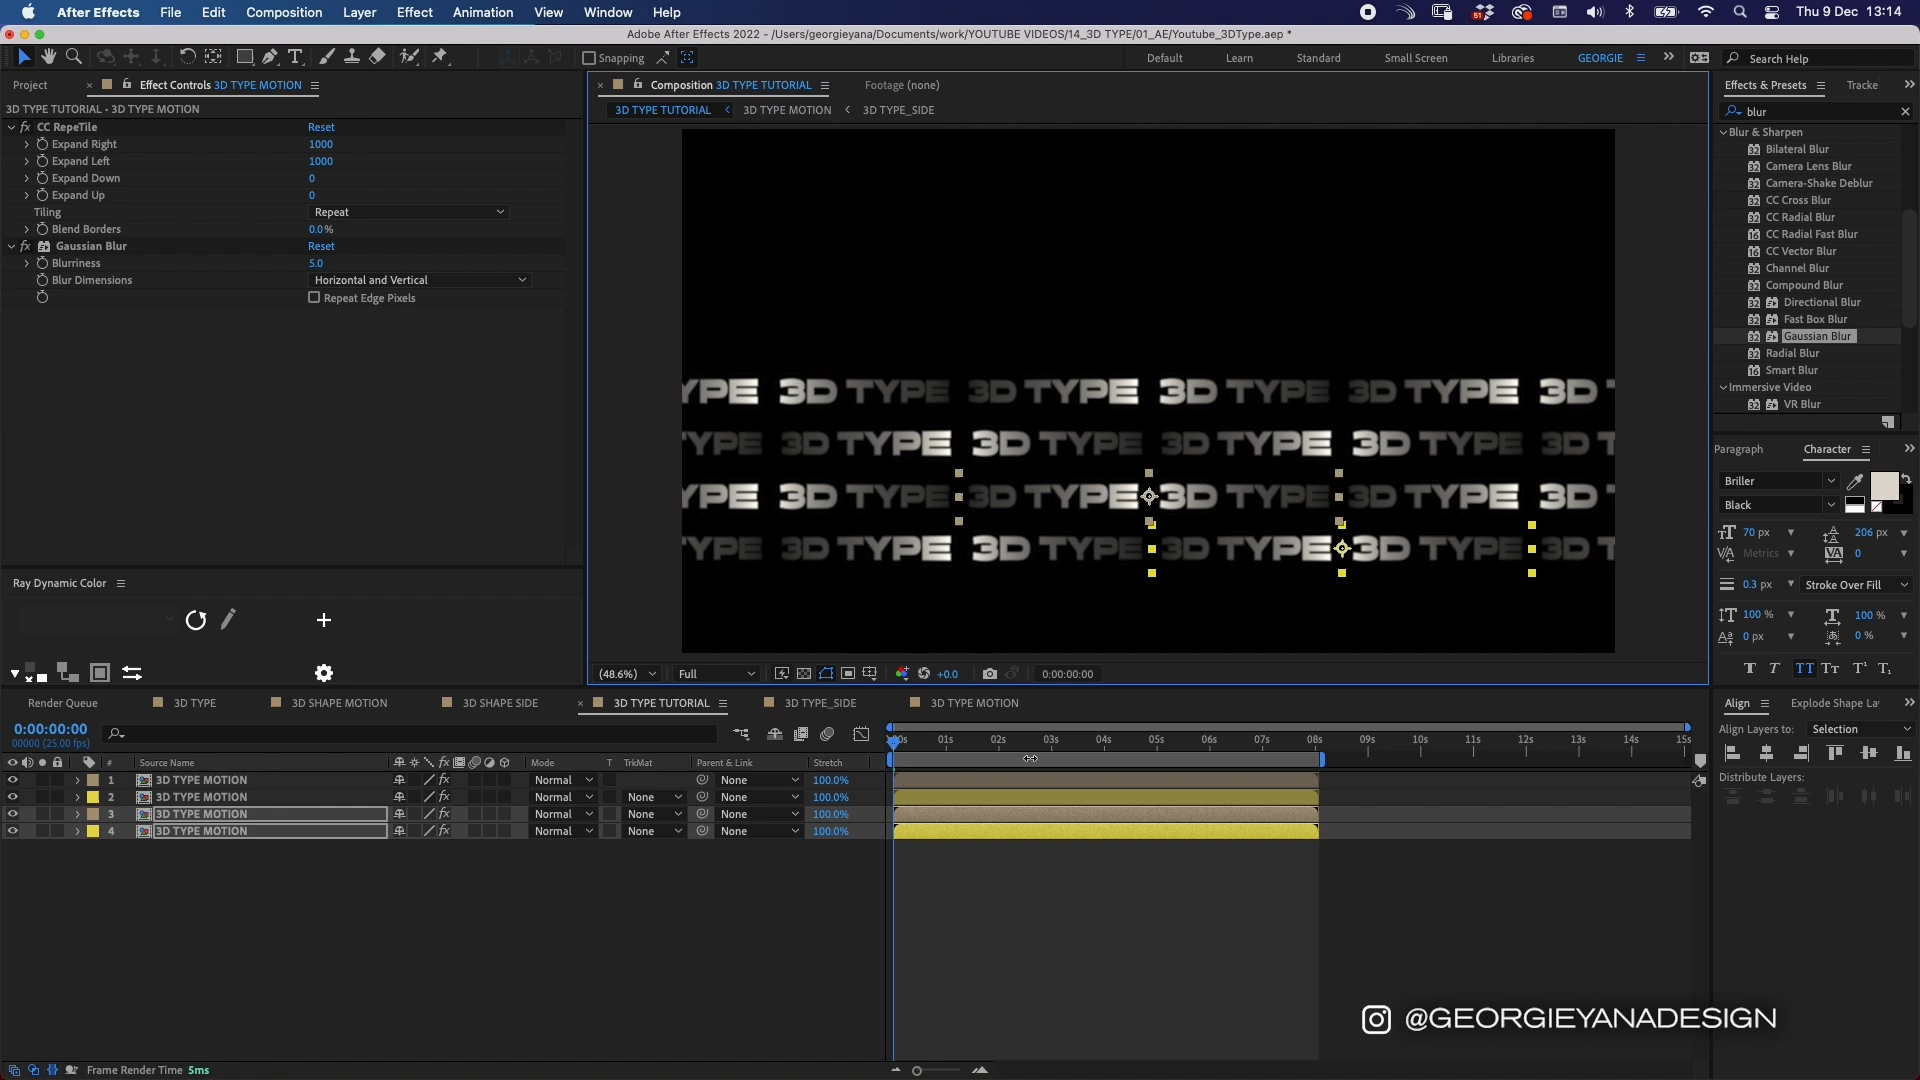 After Effects File Edit Composition Layer Effect Animation View Window Help
51
Thu 9 Dec 13:14
Adobe After Effects 2022 - /Users/georgieyana/Documents/work/YOUTUBE VIDEOS/14_3D TYPE/01_AE/Youtube_3DType.aep *
Snapping
Default Learn Standard Small Screen Libraries GEORGIE
Search Help
Project
Effect Controls 3D TYPE MOTION
Composition 3D TYPE TUTORIAL
Footage (none)
Effects & Presets
Tracke
3D TYPE TUTORIAL • 3D TYPE MOTION
3D TYPE TUTORIAL < 3D TYPE MOTION < 3D TYPE_SIDE
blur
fx CC RepeTile Reset
Expand Right 1000
Expand Left 1000
Expand Down 0
Expand Up 0
Tiling Repeat
Blend Borders 0.0%
fx Gaussian Blur Reset
Blurriness 5.0
Blur Dimensions Horizontal and Vertical
Repeat Edge Pixels
Blur & Sharpen
Bilateral Blur
Camera Lens Blur
Camera-Shake Deblur
CC Cross Blur
CC Radial Blur
CC Radial Fast Blur
CC Vector Blur
Channel Blur
Compound Blur
Directional Blur
Fast Box Blur
Gaussian Blur
Radial Blur
Smart Blur
Immersive Video
VR Blur
YPE 3D TYPE 3D TYPE 3D TYPE 3D TYPE 3D T
TYPE 3D TYPE 3D TYPE 3D TYPE 3D TYPE 3D T
YPE 3D TYPE 3D TYPE 3D TYPE 3D TYPE 3D T
TYPE 3D TYPE 3D TYPE 3D TYPE 3D TYPE 3D T
Paragraph Character
Briller
Black
70 px 206 px
Metrics 0
0.3 px Stroke Over Fill
100 % 100 %
0 px 0 %
Ray Dynamic Color
(48.6%) Full +0.0 0:00:00:00
Render Queue 3D TYPE 3D SHAPE MOTION 3D SHAPE SIDE 3D TYPE TUTORIAL 3D TYPE_SIDE 3D TYPE MOTION
Align Explode Shape La
0:00:00:00
00000 (25.00 fps)
Align Layers to: Selection
Distribute Layers:
01s 02s 03s 04s 05s 06s 07s 08s 09s 10s 11s 12s 13s 14s 15s
# Source Name Mode T TrkMat Parent & Link Stretch
1 3D TYPE MOTION Normal None 100.0%
2 3D TYPE MOTION Normal None None 100.0%
3 3D TYPE MOTION Normal None None 100.0%
4 3D TYPE MOTION Normal None None 100.0%
@GEORGIEYANADESIGN
Frame Render Time 5ms